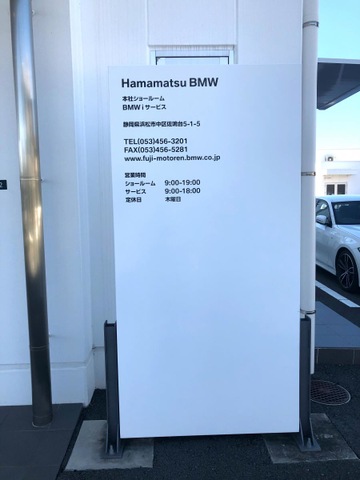 Hamamatsu BMW
本社ショールーム
BMW i サービス
静岡県浜松市中区佐鳴台5-1-5
TEL(053)456-3201
FAX(053)456-5281
www.fuji-motoren.bmw.co.jp
営業時間
ショールーム 9:00-19:00
サービス 9:00-18:00
定休日 木曜日